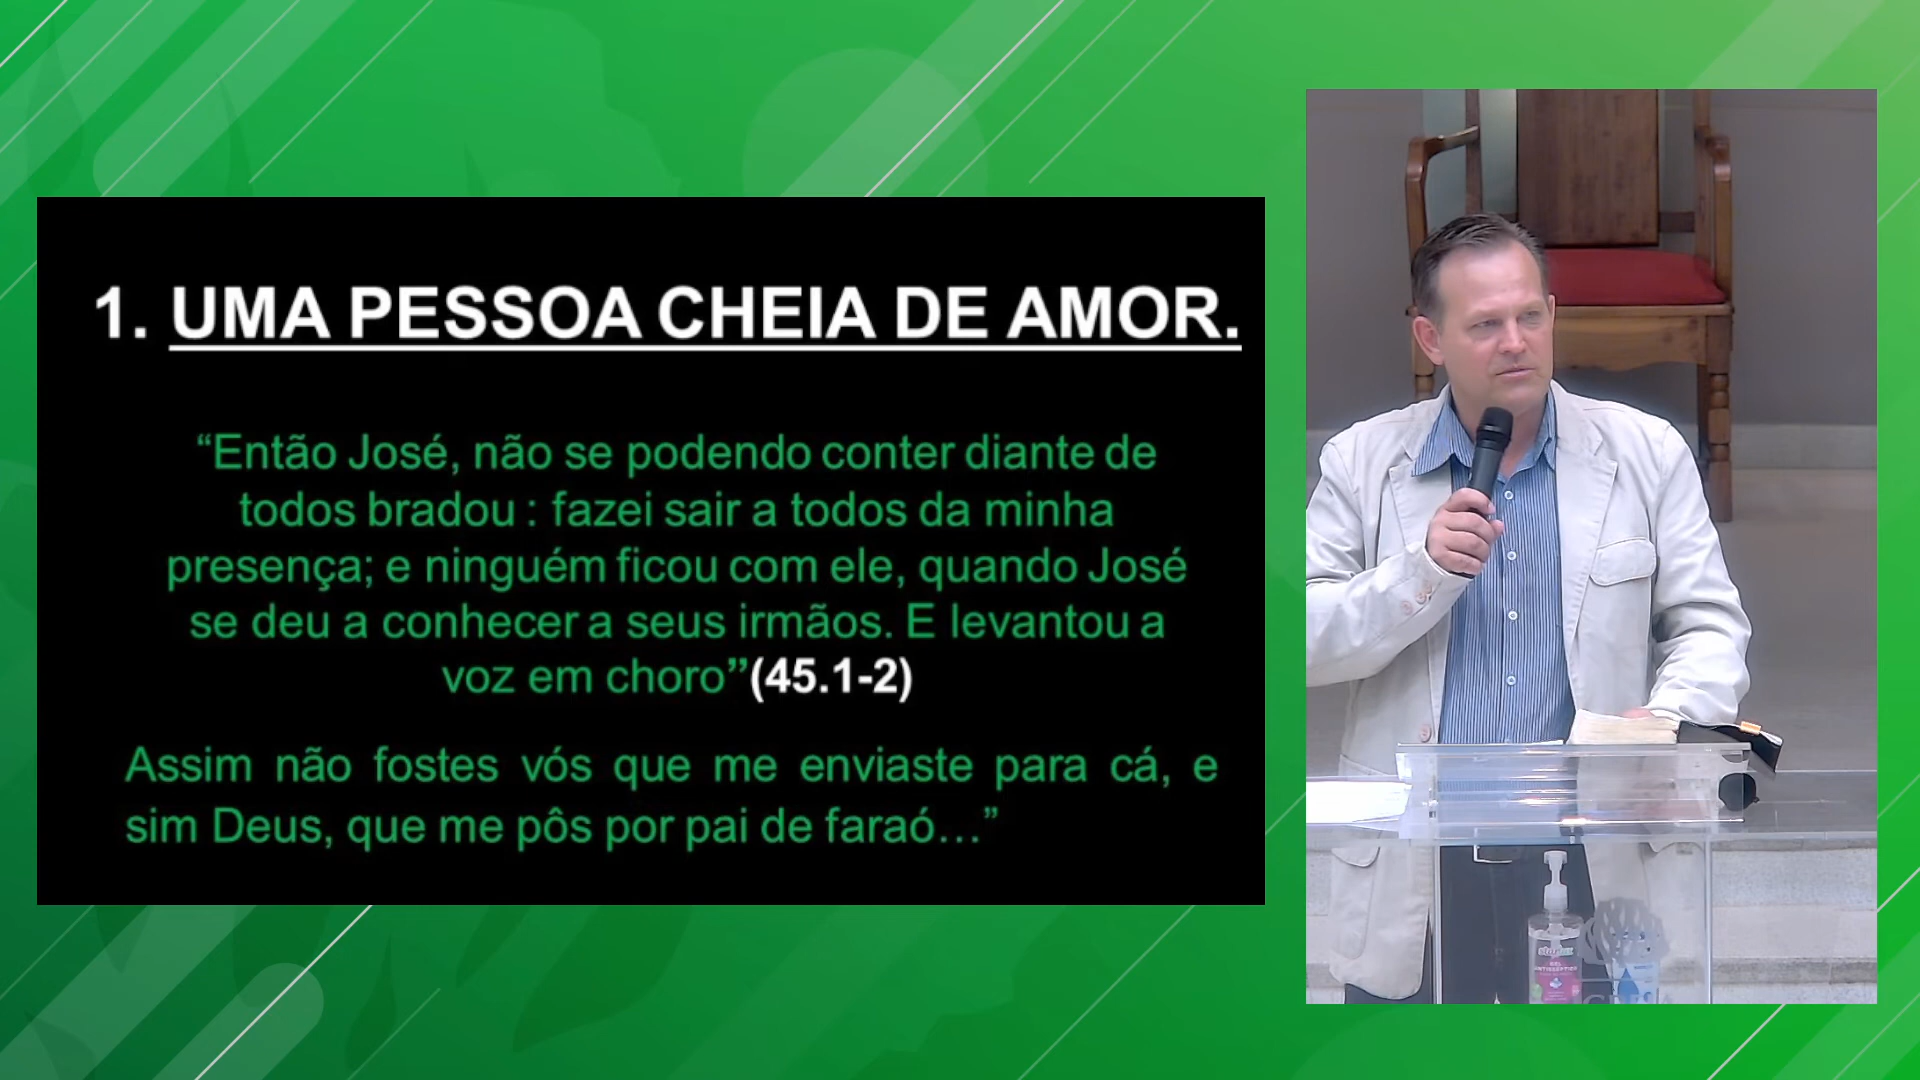 1. UMA PESSOA CHEIA DE AMOR.
“Então José, não se podendo conter diante de
todos bradou : fazei sair a todos da minha
presença; e ninguém ficou com ele, quando José
se deu a conhecer a seus irmãos. E levantou a
voz em choro”(45.1-2)
Assim não fostes vós que me enviaste para cá, e
sim Deus, que me pôs por pai de faraó…”
GEL
ANTISSÉPTICO